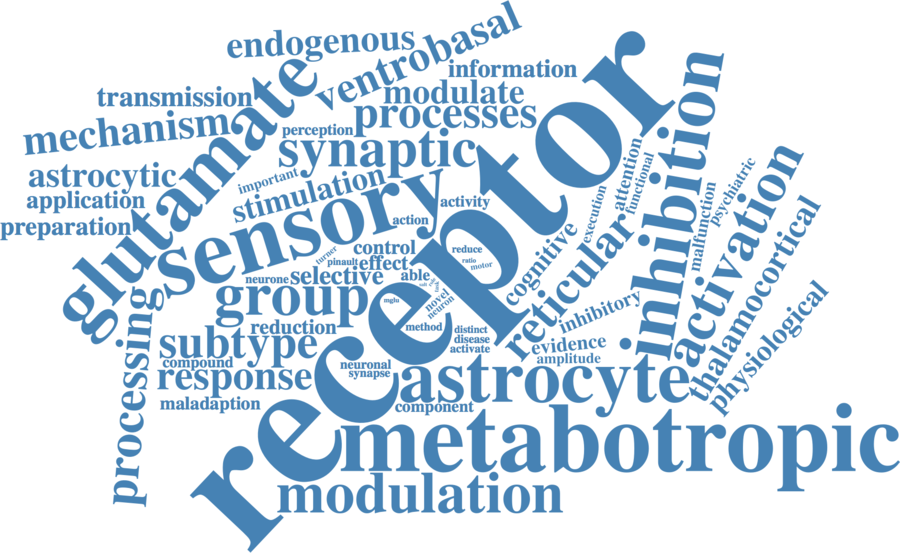 endogenous
ventrobasal
information
transmission
modulate
glutamate
processes
mechanism
perception
receptor
synaptic
inhibition
astrocytic
important
attention
psychiatric
application
stimulation
functional
activation
preparation
sensory
activity
execution
malfunction
action
reticular
thalamocortical
turner
control
reduce
cognitive
pinault
effect
ratio
motor
neurone
selective
able
physiological
group
mglu
novel
neuron
inhibitory
processing
reduction
method
distinct
subtype
disease
evidence
activate
amplitude
compound
neuronal
response
synapse
astrocyte
maladaption
component
metabotropic
modulation